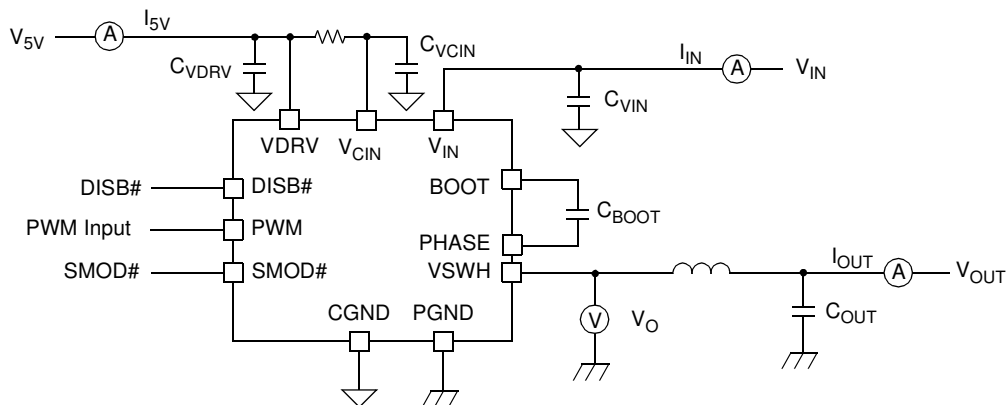 V5V
A
I5V
CVDRV
CVCIN
IIN
A
VIN
CVIN
VDRV
VCIN
VIN
DISB#
DISB#
BOOT
CBOOT
PWM Input
PWM
PHASE
SMOD#
SMOD#
VSWH
IOUT
A
VOUT
CGND
PGND
V
VO
COUT